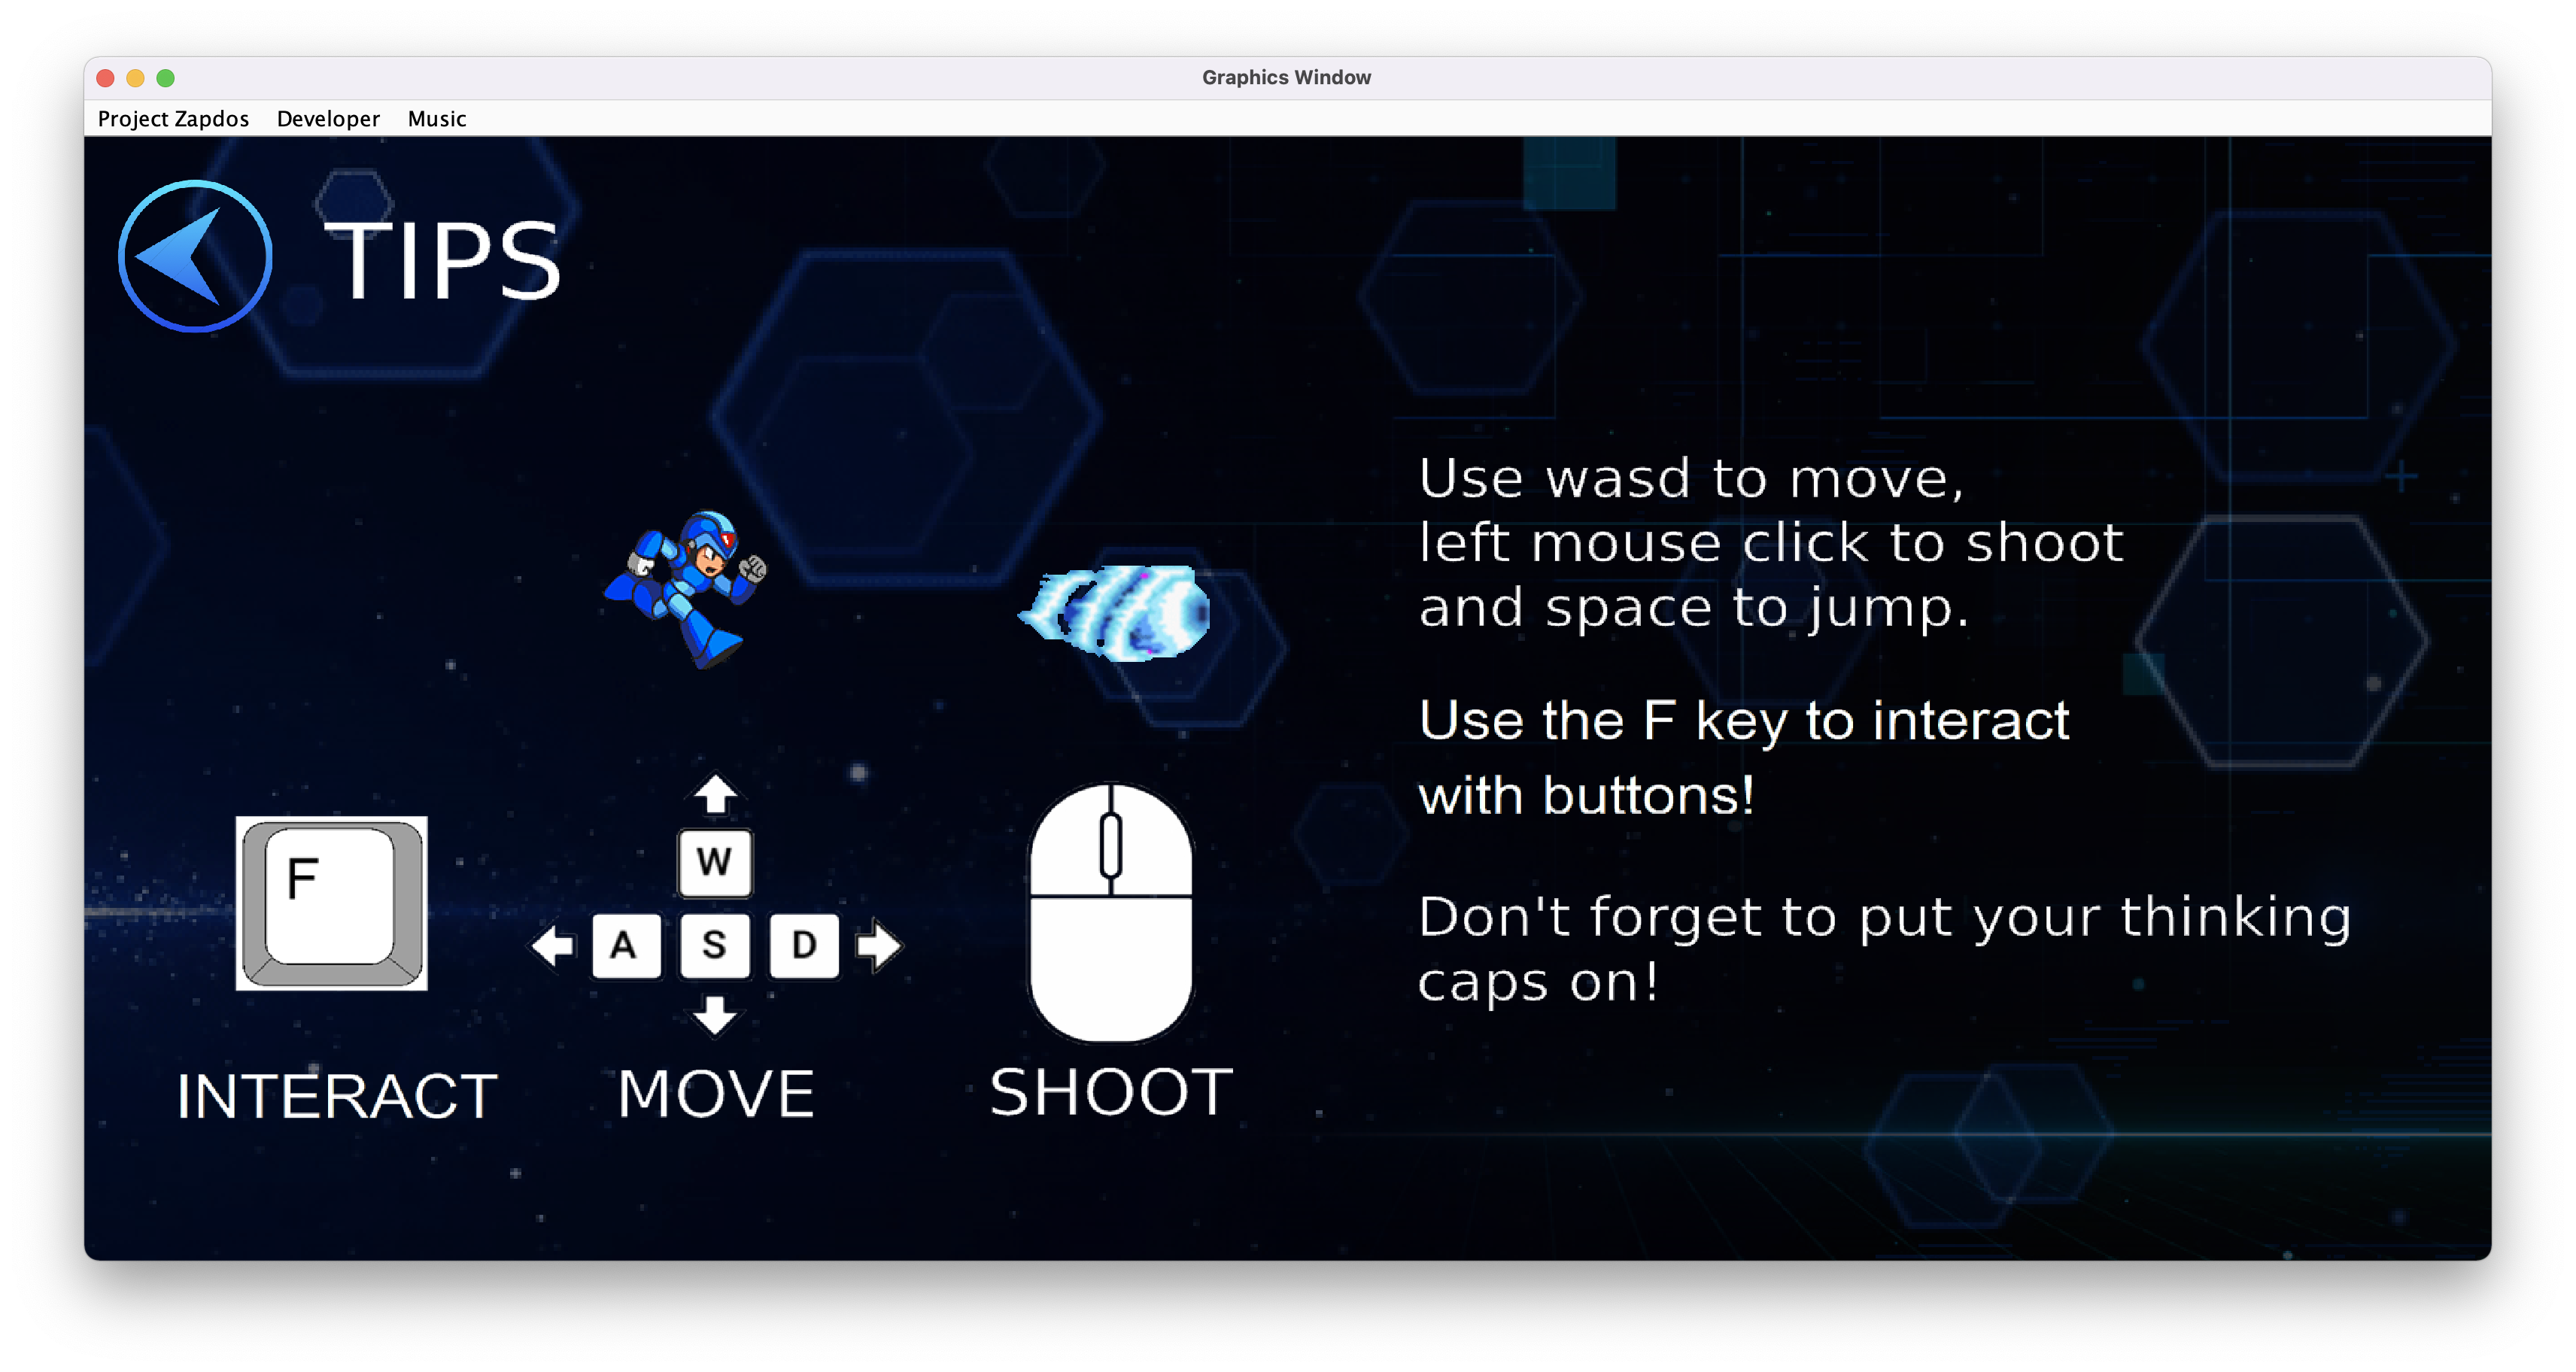 Graphics Window
Project Zapdos Developer Music
TIPS
Use wasd to move,
left mouse click to shoot
and space to jump.
Use the F key to interact
with buttons!
Don't forget to put your thinking
caps on!
F
W
A S D
INTERACT MOVE SHOOT